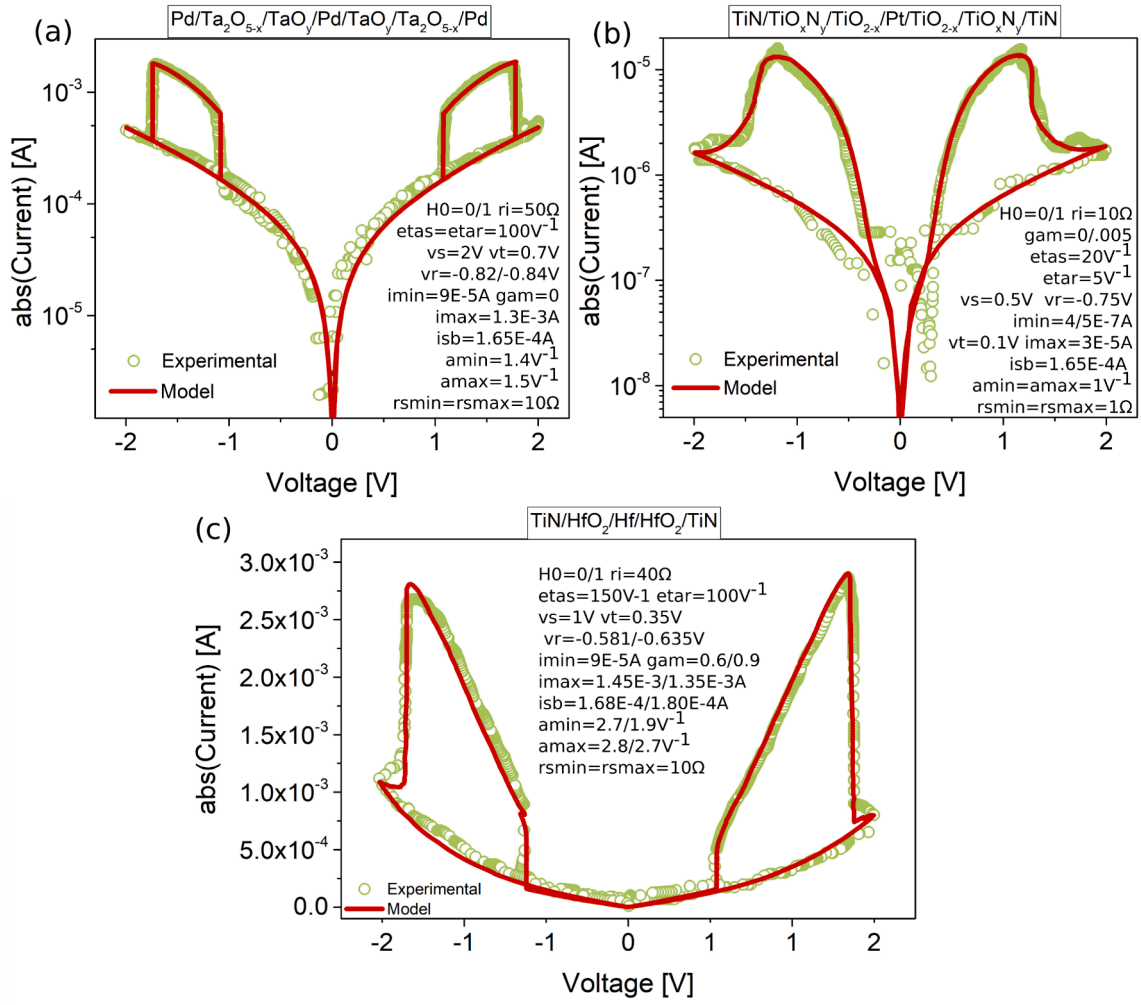 (a)
Pd/Ta2O5-x/TaOy/Pd/TaOy/Ta2O5-x/Pd
abs(Current) [A]
10-3
10-4
10-5
H0=0/1 ri=50Ω
etas=etar=100V-1
vs=2V vt=0.7V
vr=-0.82/-0.84V
imin=9E-5A gam=0
imax=1.3E-3A
isb=1.65E-4A
amin=1.4V-1
amax=1.5V-1
rsmin=rsmax=10Ω
Experimental
Model
-2 -1 0 1 2
Voltage [V]
(b)
TiN/TiOxNy/TiO2-x/Pt/TiO2-x/TiOxNy/TiN
abs(Current) [A]
10-5
10-6
10-7
10-8
H0=0/1 ri=10Ω
gam=0/.005
etas=20V-1
etar=5V-1
vs=0.5V vr=-0.75V
imin=4/5E-7A
vt=0.1V imax=3E-5A
isb=1.65E-4A
amin=amax=1V-1
rsmin=rsmax=1Ω
Experimental
Model
-2 -1 0 1 2
Voltage [V]
(c)
TiN/HfO2/Hf/HfO2/TiN
abs(Current) [A]
3.0x10-3
2.5x10-3
2.0x10-3
1.5x10-3
1.0x10-3
5.0x10-4
0.0
H0=0/1 ri=40Ω
etas=150V-1 etar=100V-1
vs=1V vt=0.35V
vr=-0.581/-0.635V
imin=9E-5A gam=0.6/0.9
imax=1.45E-3/1.35E-3A
isb=1.68E-4/1.80E-4A
amin=2.7/1.9V-1
amax=2.8/2.7V-1
rsmin=rsmax=10Ω
Experimental
Model
-2 -1 -1 0 1 1 2
Voltage [V]